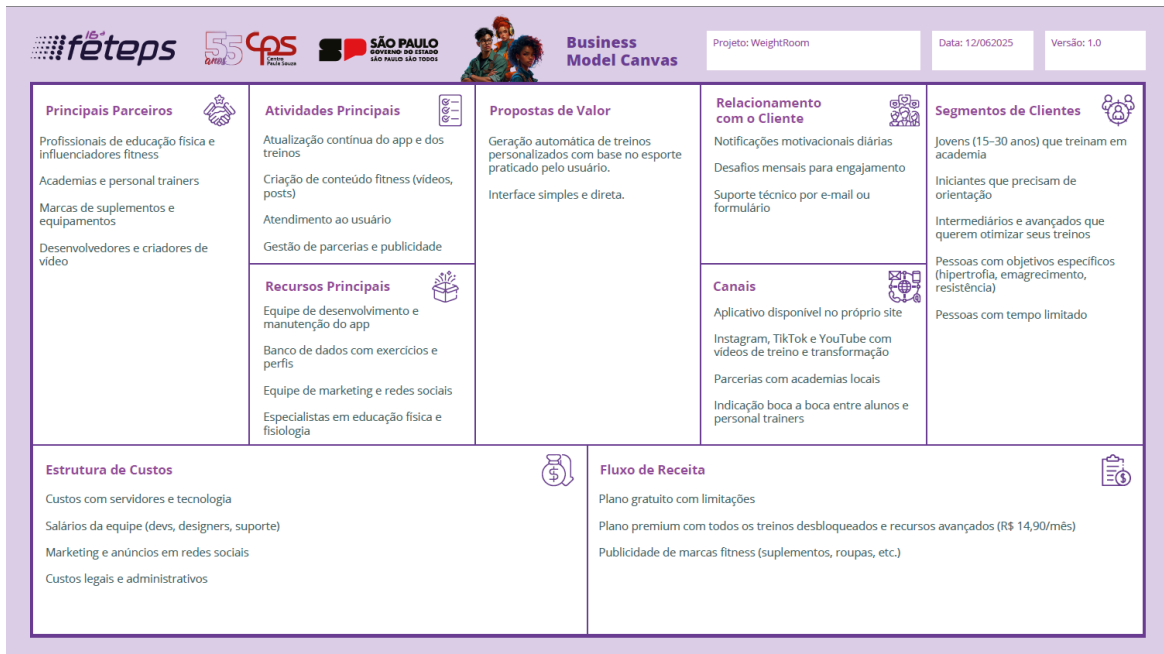 16ª
féteps
55
anos
CPS
Centro
Paula Souza
SP
SÃO PAULO
GOVERNO DO ESTADO
SÃO PAULO SÃO TODOS
Business
Model Canvas
Projeto: WeightRoom
Data: 12/062025
Versão: 1.0
Principais Parceiros
Profissionais de educação física e
influenciadores fitness
Academias e personal trainers
Marcas de suplementos e
equipamentos
Desenvolvedores e criadores de
vídeo
Atividades Principais
Atualização contínua do app e dos
treinos
Criação de conteúdo fitness (vídeos,
posts)
Atendimento ao usuário
Gestão de parcerias e publicidade
Recursos Principais
Equipe de desenvolvimento e
manutenção do app
Banco de dados com exercícios e
perfis
Equipe de marketing e redes sociais
Especialistas em educação física e
fisiologia
Propostas de Valor
Geração automática de treinos
personalizados com base no esporte
praticado pelo usuário.
Interface simples e direta.
Relacionamento
com o Cliente
Notificações motivacionais diárias
Desafios mensais para engajamento
Suporte técnico por e-mail ou
formulário
Canais
Aplicativo disponível no próprio site
Instagram, TikTok e YouTube com
vídeos de treino e transformação
Parcerias com academias locais
Indicação boca a boca entre alunos e
personal trainers
Segmentos de Clientes
Jovens (15–30 anos) que treinam em
academia
Iniciantes que precisam de
orientação
Intermediários e avançados que
querem otimizar seus treinos
Pessoas com objetivos específicos
(hipertrofia, emagrecimento,
resistência)
Pessoas com tempo limitado
Estrutura de Custos
Custos com servidores e tecnologia
Salários da equipe (devs, designers, suporte)
Marketing e anúncios em redes sociais
Custos legais e administrativos
Fluxo de Receita
Plano gratuito com limitações
Plano premium com todos os treinos desbloqueados e recursos avançados (R$ 14,90/mês)
Publicidade de marcas fitness (suplementos, roupas, etc.)